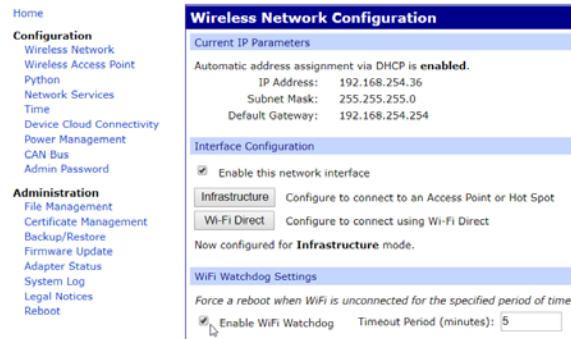 Home
Configuration
Wireless Network
Wireless Access Point
Python
Network Services
Time
Device Cloud Connectivity
Power Management
CAN Bus
Admin Password
Administration
File Management
Certificate Management
Backup/Restore
Firmware Update
Adapter Status
System Log
Legal Notices
Reboot
Wireless Network Configuration
Current IP Parameters
Automatic address assignment via DHCP is enabled.
IP Address: 192.168.254.36
Subnet Mask: 255.255.255.0
Default Gateway: 192.168.254.254
Interface Configuration
Enable this network interface
Infrastructure Configure to connect to an Access Point or Hot Spot
Wi-Fi Direct Configure to connect using Wi-Fi Direct
Now configured for Infrastructure mode.
WiFi Watchdog Settings
Force a reboot when WiFi is unconnected for the specified period of time
Enable WiFi Watchdog Timeout Period (minutes): 5